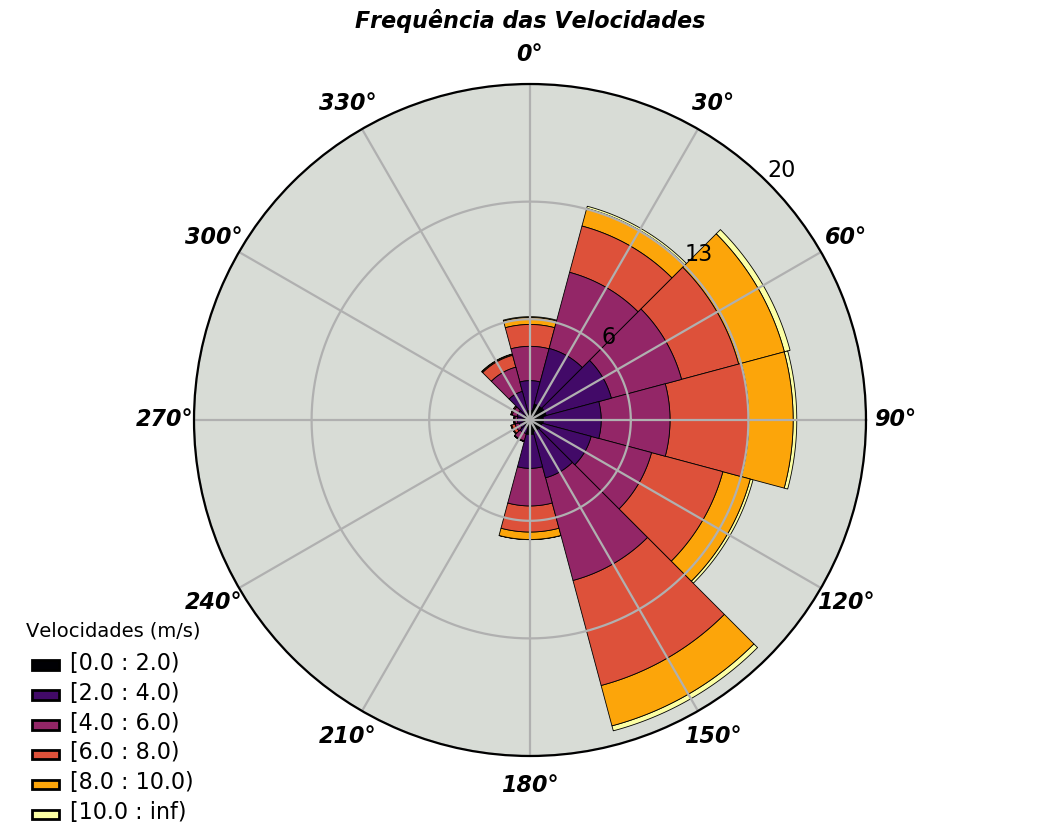 Frequência das Velocidades
0°
330°
30°
20
300°
60°
13
6
270°
90°
240°
120°
210°
150°
180°
Velocidades (m/s)
[0.0 : 2.0)
[2.0 : 4.0)
[4.0 : 6.0)
[6.0 : 8.0)
[8.0 : 10.0)
[10.0 : inf)